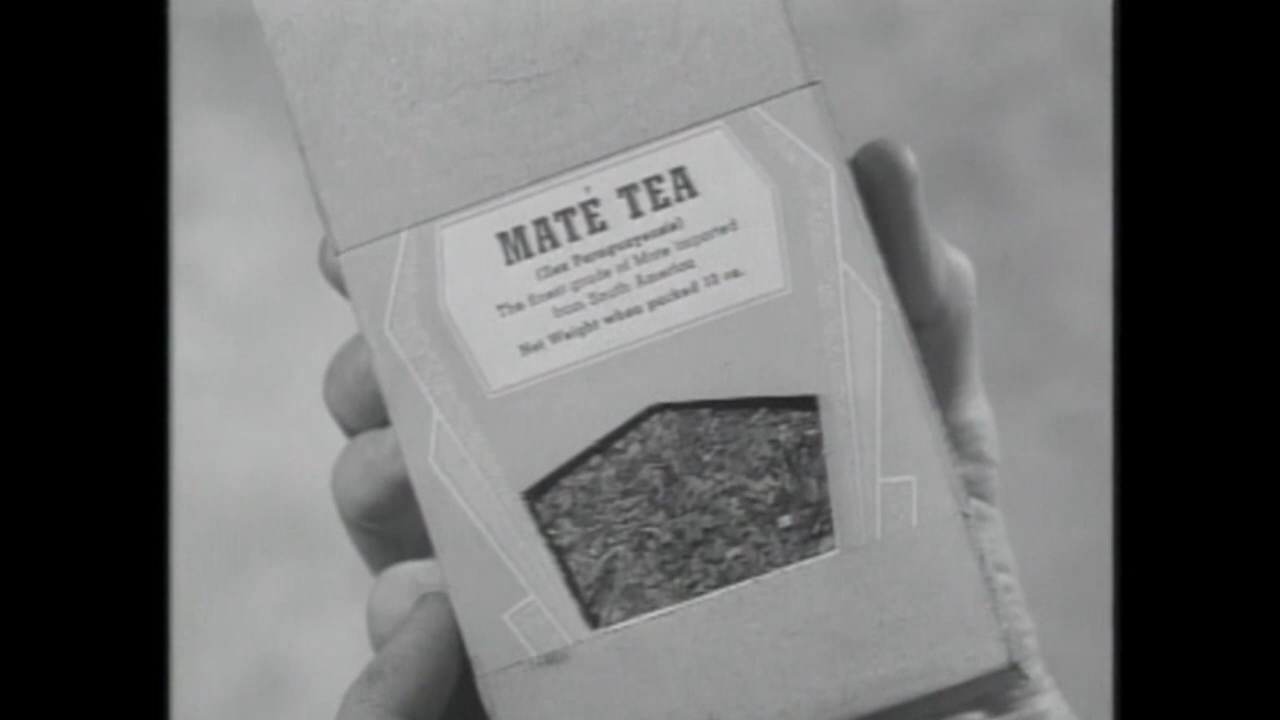 MATÉ TEA
(Ilex Paraguayensis)
The finest grade of Mate imported
from South America
Net Weight when packed 12 oz.